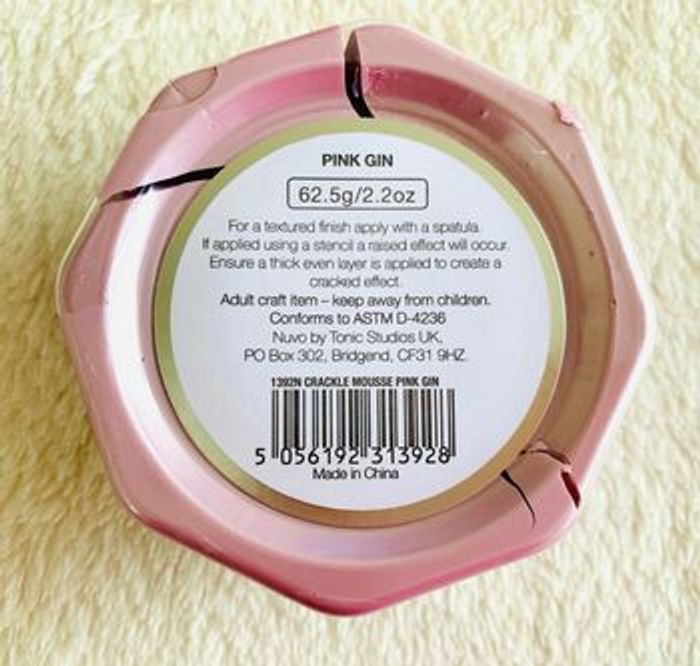 PINK GIN
62.5g/2.2oz
For a textured finish apply with a spatula.
If applied using a stencil a raised effect will occur.
Ensure a thick even layer is applied to create a
cracked effect.
Adult craft item – keep away from children.
Conforms to ASTM D-4236
Nuvo by Tonic Studios UK,
PO Box 302, Bridgend, CF31 9HZ.
1392N CRACKLE MOUSSE PINK GIN
5 056192 313928
Made in China